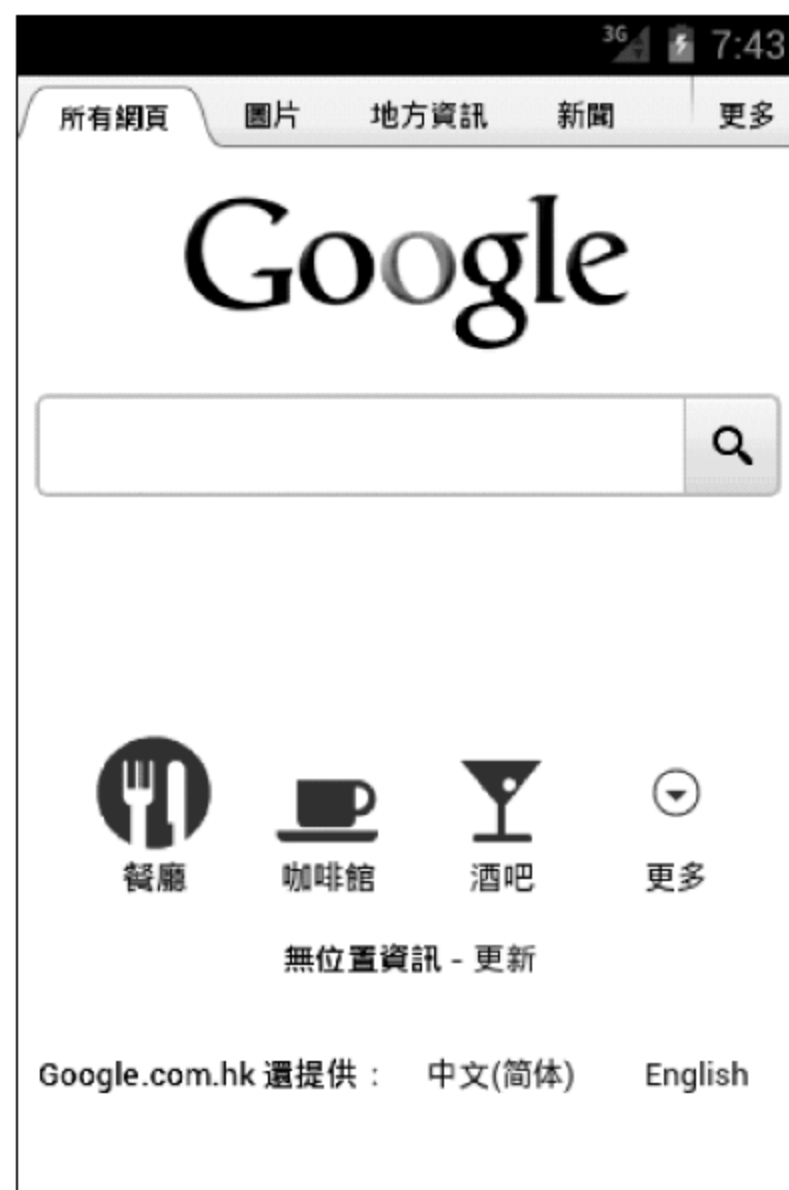 3G 7:43
所有網頁 圖片 地方資訊 新聞 更多
Google
餐廳 咖啡館 酒吧 更多
無位置資訊 - 更新
Google.com.hk 還提供： 中文(简体) English